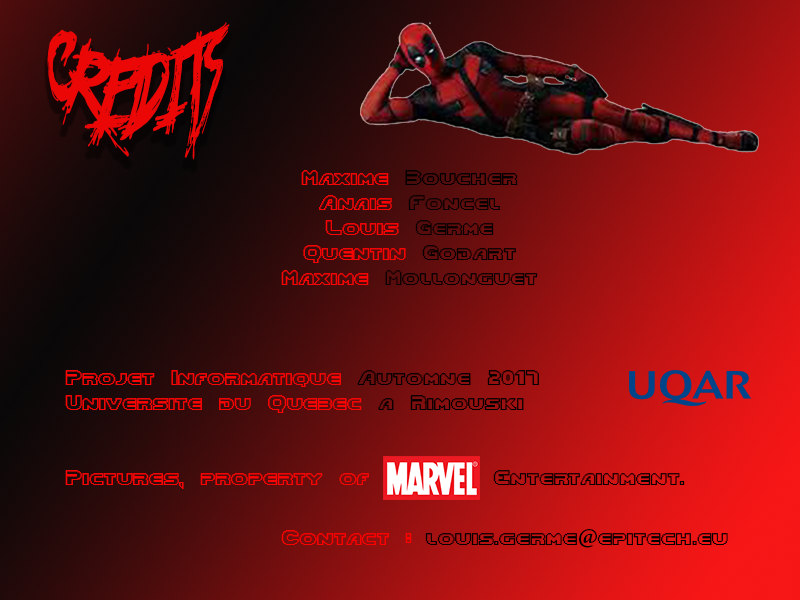 CREDITS
Maxime Boucher
Anais Foncel
Louis Germe
Quentin Godart
Maxime Mollonguet
Projet Informatique Automne 2017
Universite du Quebec a Rimouski
UQAR
Pictures, property of MARVEL Entertainment.
Contact : louis.germe@epitech.eu